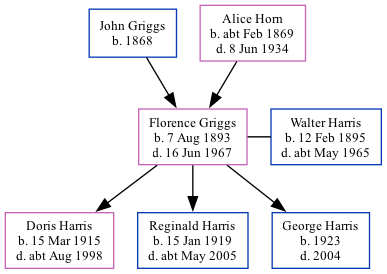 John Griggs
b. 1868
Alice Horn
b. abt Feb 1869
d. 8 Jun 1934
Florence Griggs
b. 7 Aug 1893
d. 16 Jun 1967
Walter Harris
b. 12 Feb 1895
d. abt May 1965
Doris Harris
b. 15 Mar 1915
d. abt Aug 1998
Reginald Harris
b. 15 Jan 1919
d. abt May 2005
George Harris
b. 1923
d. 2004